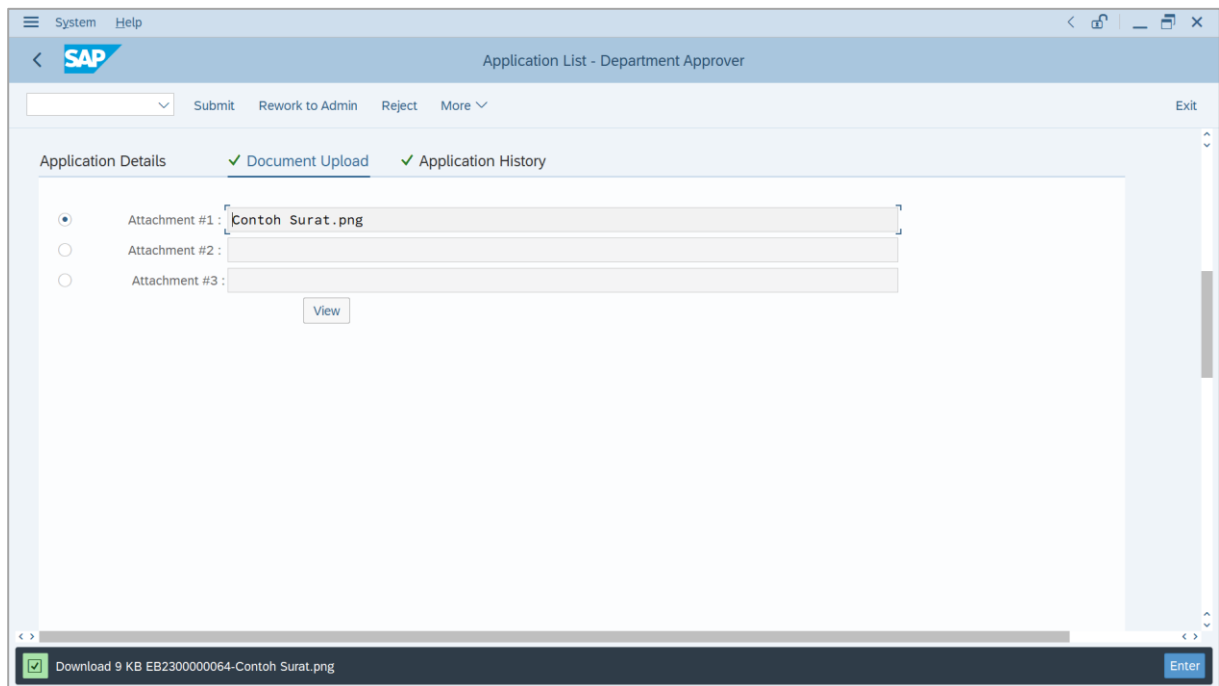 System Help
SAP Application List - Department Approver
Submit Rework to Admin Reject More Exit
Application Details Document Upload Application History
Attachment #1 : Contoh Surat.png
Attachment #2 :
Attachment #3 :
View
Download 9 KB EB2300000064-Contoh Surat.png Enter